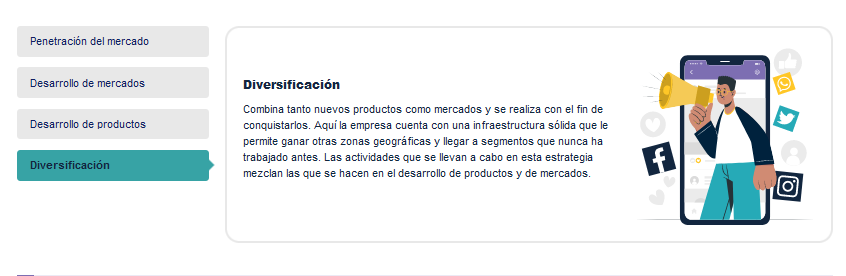 Penetración del mercado
Desarrollo de mercados
Desarrollo de productos
Diversificación
Diversificación
Combina tanto nuevos productos como mercados y se realiza con el fin de
conquistarlos. Aquí la empresa cuenta con una infraestructura sólida que le
permite ganar otras zonas geográficas y llegar a segmentos que nunca ha
trabajado antes. Las actividades que se llevan a cabo en esta estrategia
mezclan las que se hacen en el desarrollo de productos y de mercados.